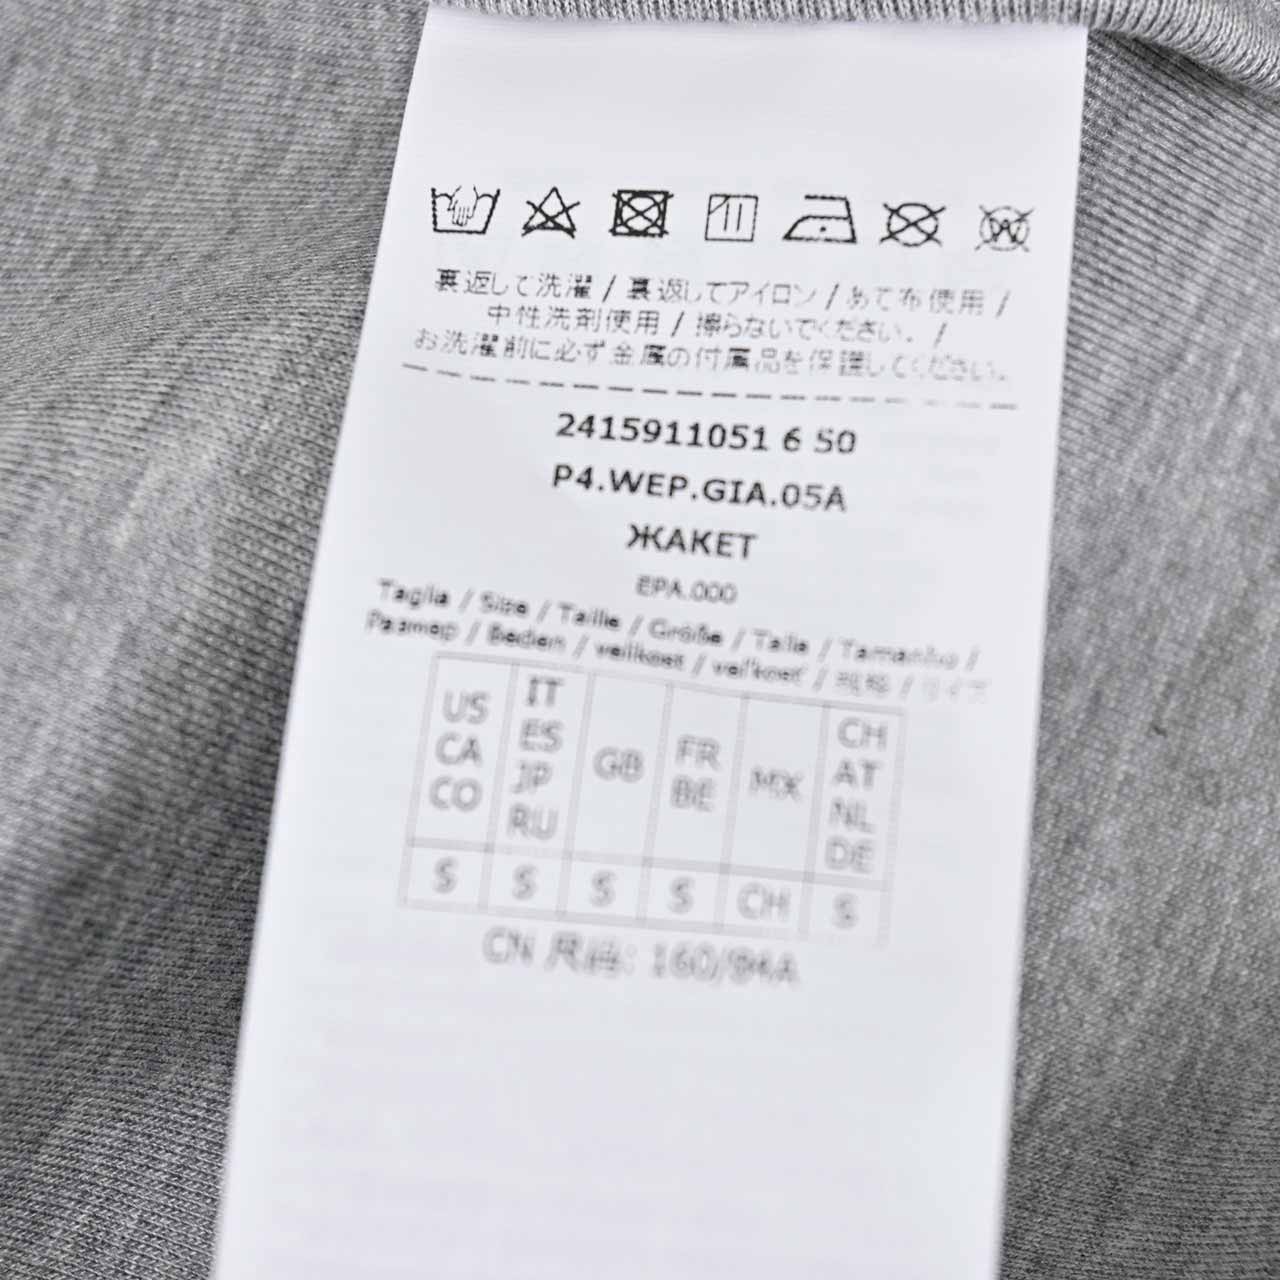 裏返して洗濯 / 裏返してアイロン / あて布使用 /
中性洗剤使用 / 擦らないでください。 /
お洗濯前に必ず金属の付属品を保護してください。
2415911051 6 S0
P4.WEP.GIA.05A
ЖАКЕТ
EPA.000
Taglia / Size / Taille / Größe / Talla / Tamanho /
Размер / Beden / velikost / veľkosť / 規格 / サイズ
US CA CO IT ES JP RU GB FR BE MX CH AT NL DE
S S S S CH S
CN 尺码: 160/84A